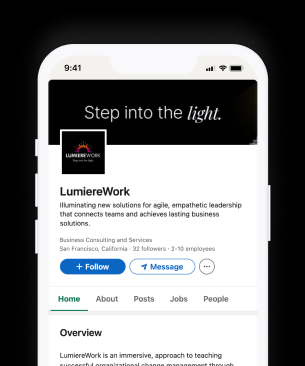 9:41
Step into the light.
LUMIEREWORK
Step into the light.
LumiereWork
Illuminating new solutions for agile, empathetic leadership
that connects teams and achieves lasting business
solutions.
Business Consulting and Services
San Francisco, California · 32 followers · 2-10 employees
+ Follow
Message
Home About Posts Jobs People
Overview
LumiereWork is an immersive, approach to teaching
successful organizational change management through